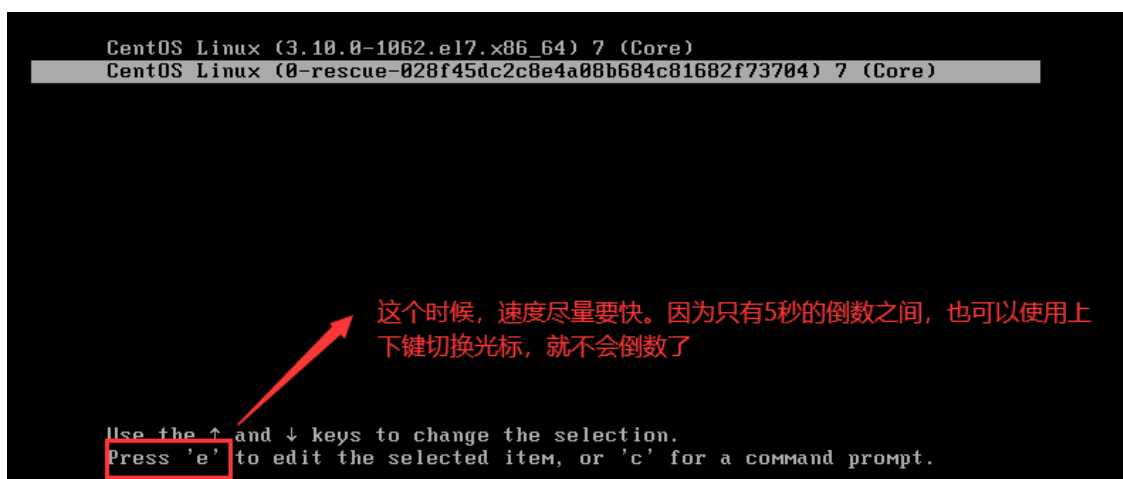 CentOS Linux (3.10.0-1062.el7.x86_64) 7 (Core)
CentOS Linux (0-rescue-028f45dc2c8e4a08b684c81682f73704) 7 (Core)
这个时候，速度尽量要快。因为只有5秒的倒数之间，也可以使用上
下键切换光标，就不会倒数了
Use the ↑ and ↓ keys to change the selection.
Press 'e' to edit the selected item, or 'c' for a command prompt.